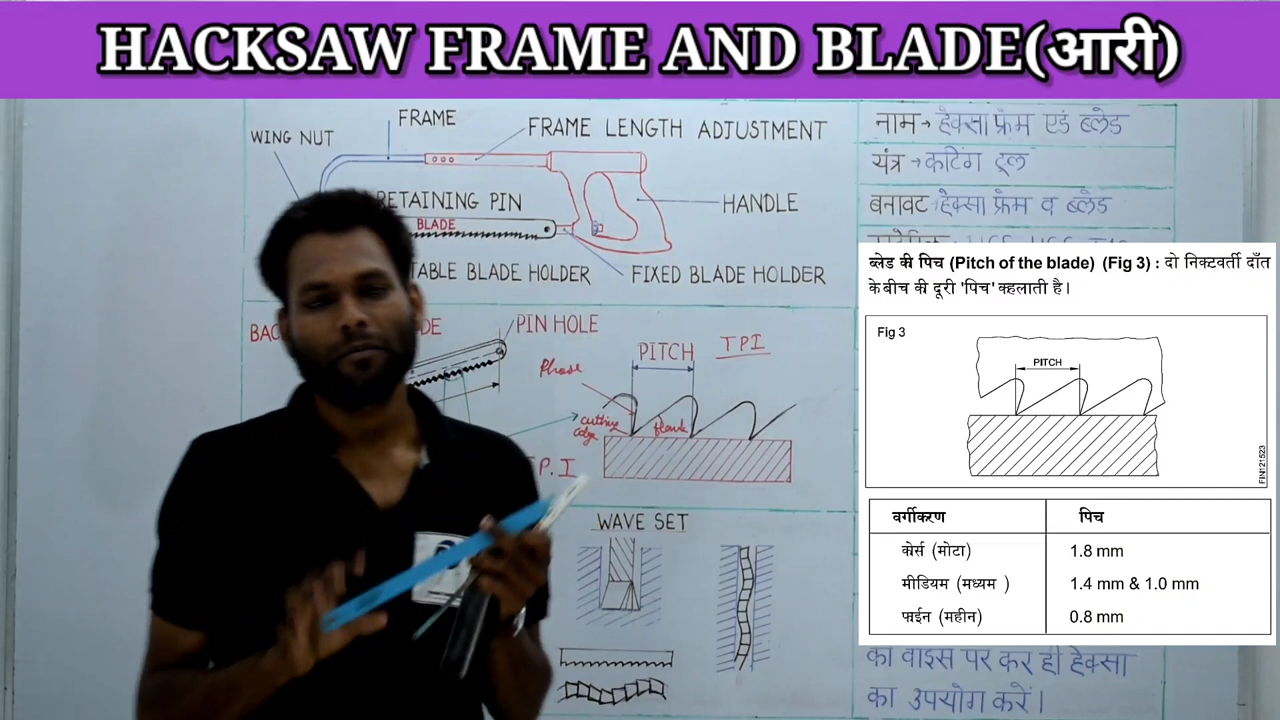 HACKSAW FRAME AND BLADE(आरी)
WING NUT
FRAME
FRAME LENGTH ADJUSTMENT
RETAINING PIN
BLADE
HANDLE
TABLE BLADE HOLDER
FIXED BLADE HOLDER
BAC
DE
PIN HOLE
PITCH
TPI
Phase
cutting
edge
flank
P.I
WAVE SET
नाम→ हैक्सा फ्रेम एवं ब्लेड
यंत्र → कटिंग टूल
बनावट→हैक्सा फ्रेम व ब्लेड
ब्लेड की पिच (Pitch of the blade) (Fig 3) : दो निकटवर्ती दाँत
के बीच की दूरी 'पिच' कहलाती है।
Fig 3
PITCH
FIN121523
वर्गीकरण पिच
कोर्स (मोटा) 1.8 mm
मीडियम (मध्यम ) 1.4 mm & 1.0 mm
फाईन (महीन) 0.8 mm
का वाइस पर कर ही हैक्सा
का उपयोग करें।